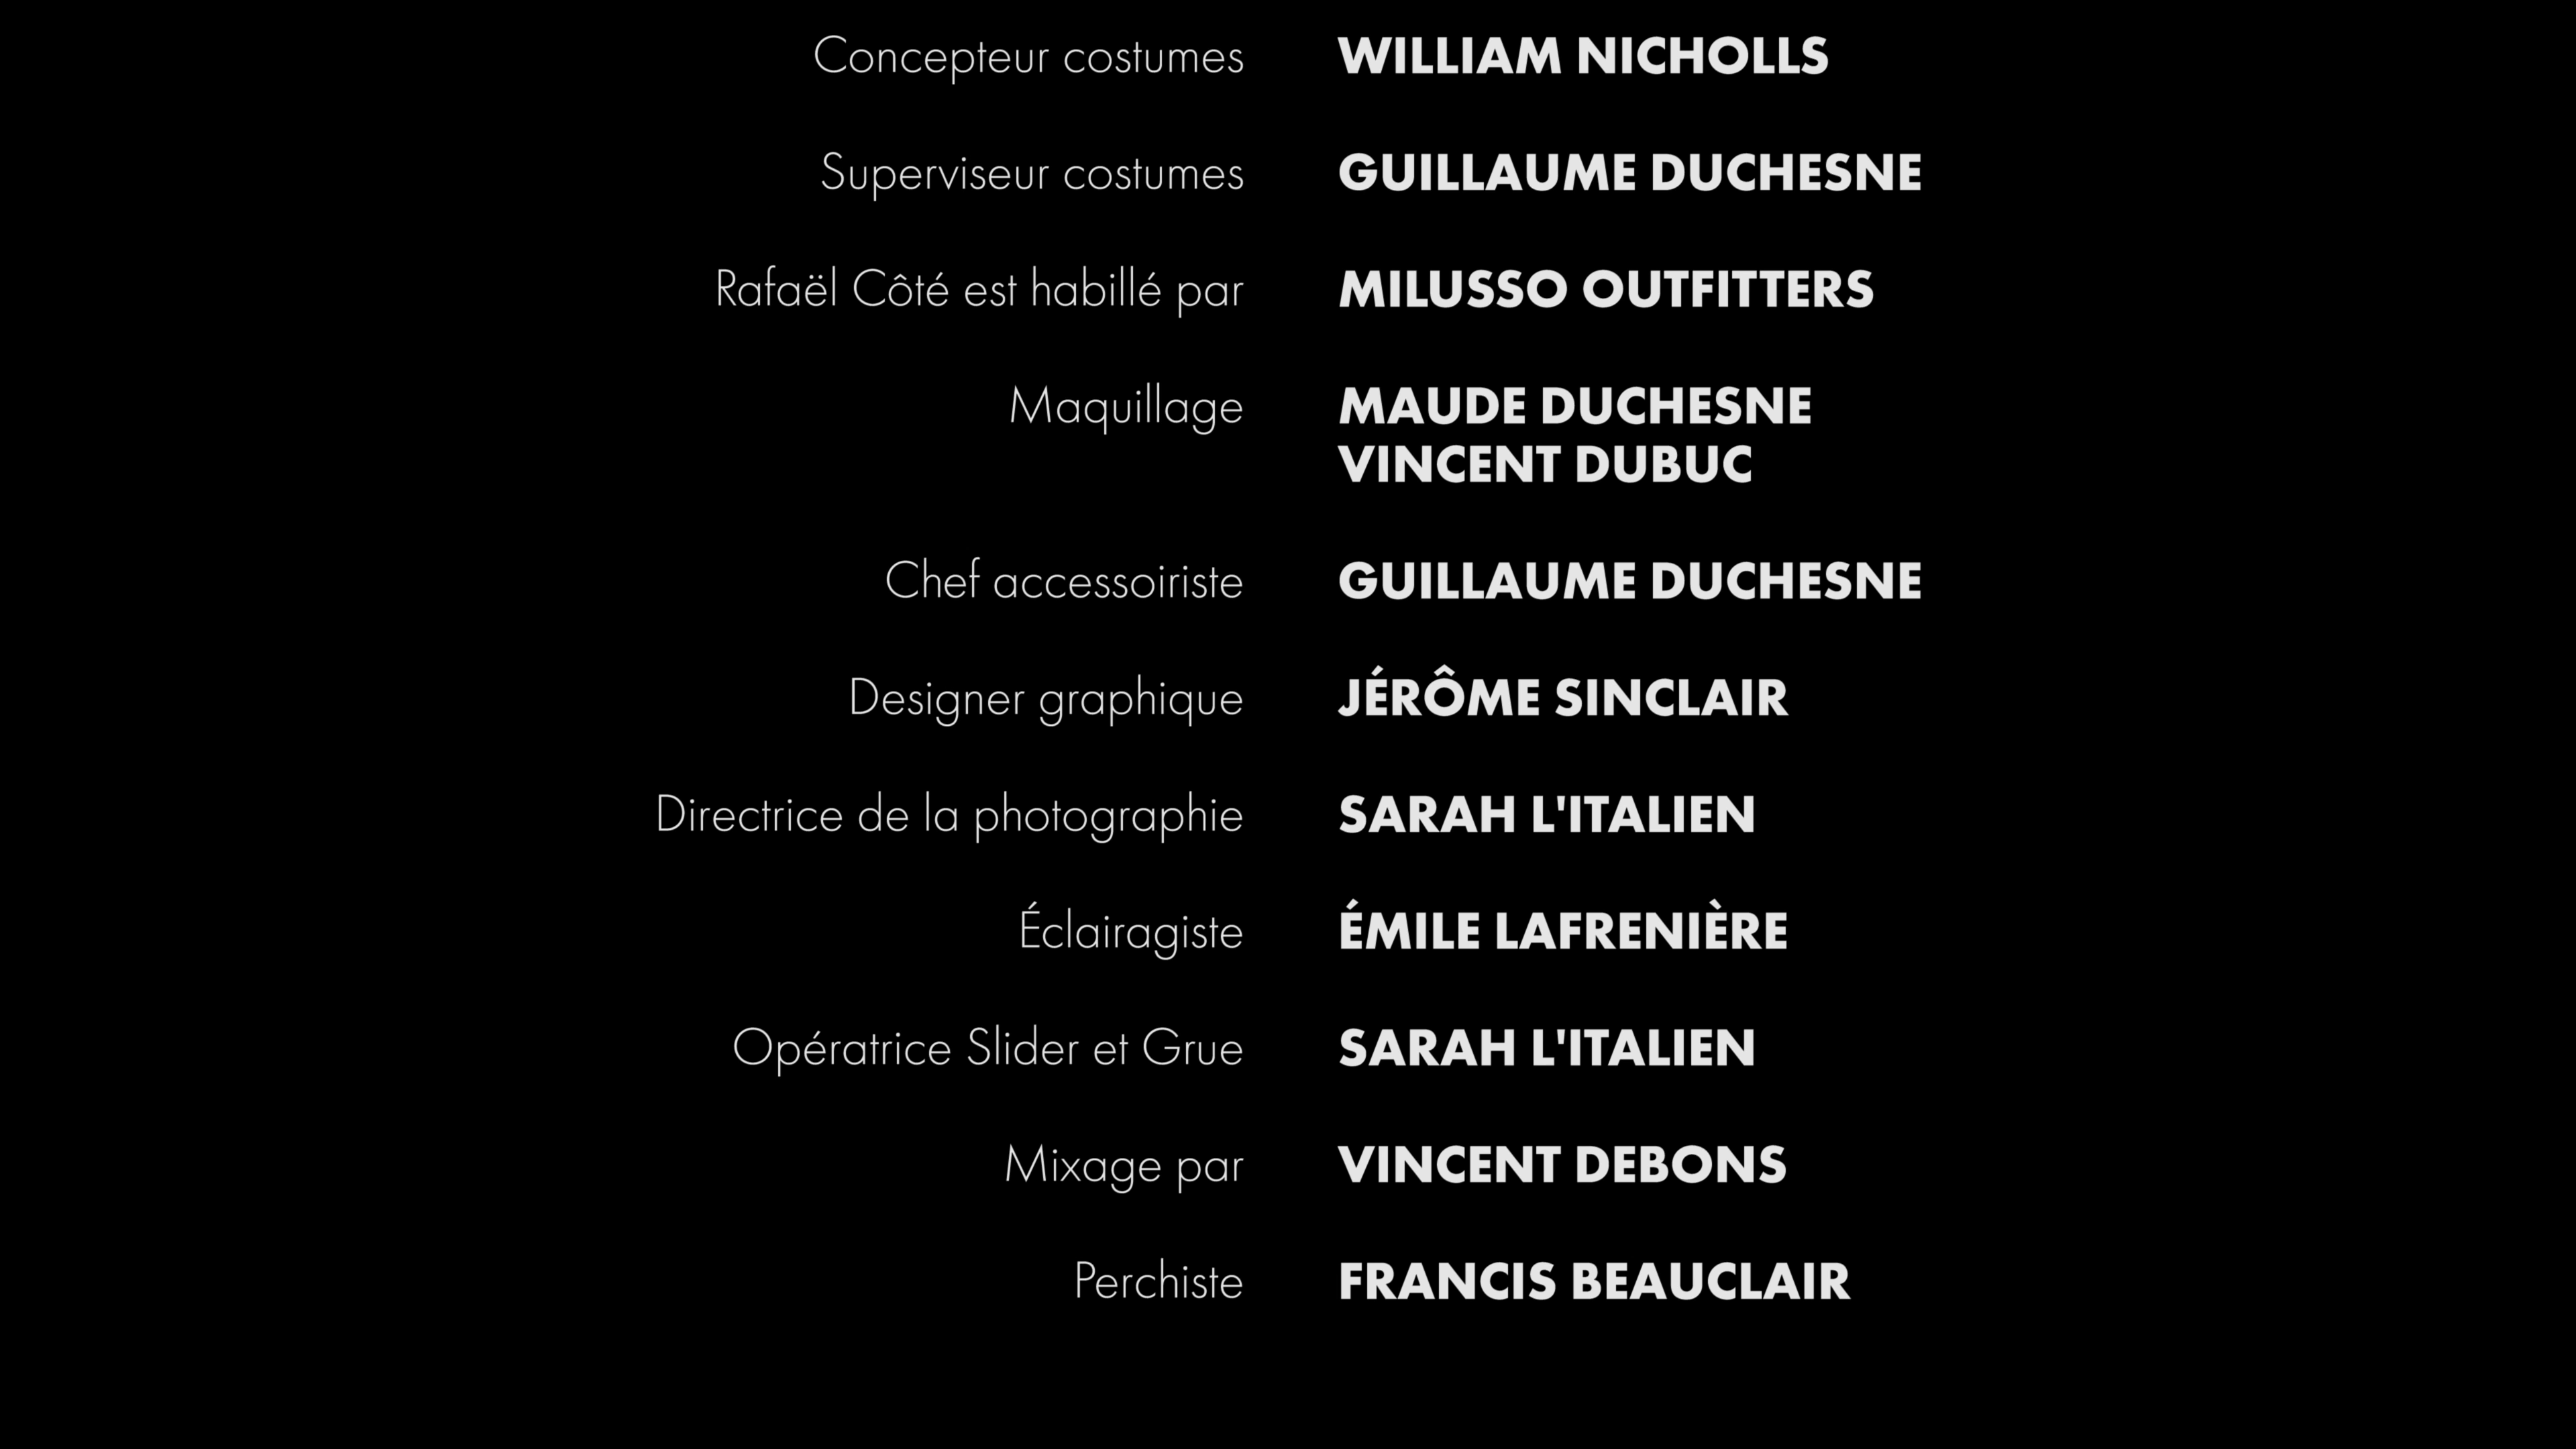 Concepteur costumes WILLIAM NICHOLLS
Superviseur costumes GUILLAUME DUCHESNE
Rafaël Côté est habillé par MILUSSO OUTFITTERS
Maquillage MAUDE DUCHESNE
VINCENT DUBUC
Chef accessoiriste GUILLAUME DUCHESNE
Designer graphique JÉRÔME SINCLAIR
Directrice de la photographie SARAH L'ITALIEN
Éclairagiste ÉMILE LAFRENIÈRE
Opératrice Slider et Grue SARAH L'ITALIEN
Mixage par VINCENT DEBONS
Perchiste FRANCIS BEAUCLAIR